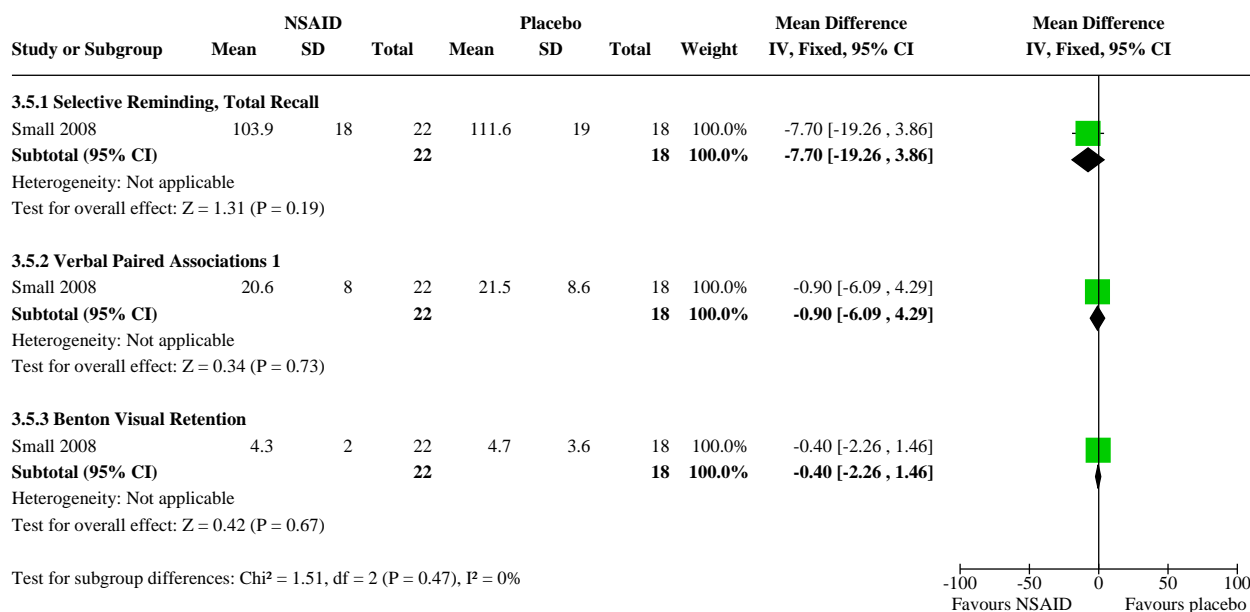 NSAID Placebo Mean Difference Mean Difference
Study or Subgroup Mean SD Total Mean SD Total Weight IV, Fixed, 95% CI IV, Fixed, 95% CI
3.5.1 Selective Reminding, Total Recall
Small 2008 103.9 18 22 111.6 19 18 100.0% -7.70 [-19.26 , 3.86]
Subtotal (95% CI) 22 18 100.0% -7.70 [-19.26 , 3.86]
Heterogeneity: Not applicable
Test for overall effect: Z = 1.31 (P = 0.19)
3.5.2 Verbal Paired Associations 1
Small 2008 20.6 8 22 21.5 8.6 18 100.0% -0.90 [-6.09 , 4.29]
Subtotal (95% CI) 22 18 100.0% -0.90 [-6.09 , 4.29]
Heterogeneity: Not applicable
Test for overall effect: Z = 0.34 (P = 0.73)
3.5.3 Benton Visual Retention
Small 2008 4.3 2 22 4.7 3.6 18 100.0% -0.40 [-2.26 , 1.46]
Subtotal (95% CI) 22 18 100.0% -0.40 [-2.26 , 1.46]
Heterogeneity: Not applicable
Test for overall effect: Z = 0.42 (P = 0.67)
Test for subgroup differences: Chi² = 1.51, df = 2 (P = 0.47), I² = 0%
-100 -50 0 50 100
Favours NSAID Favours placebo